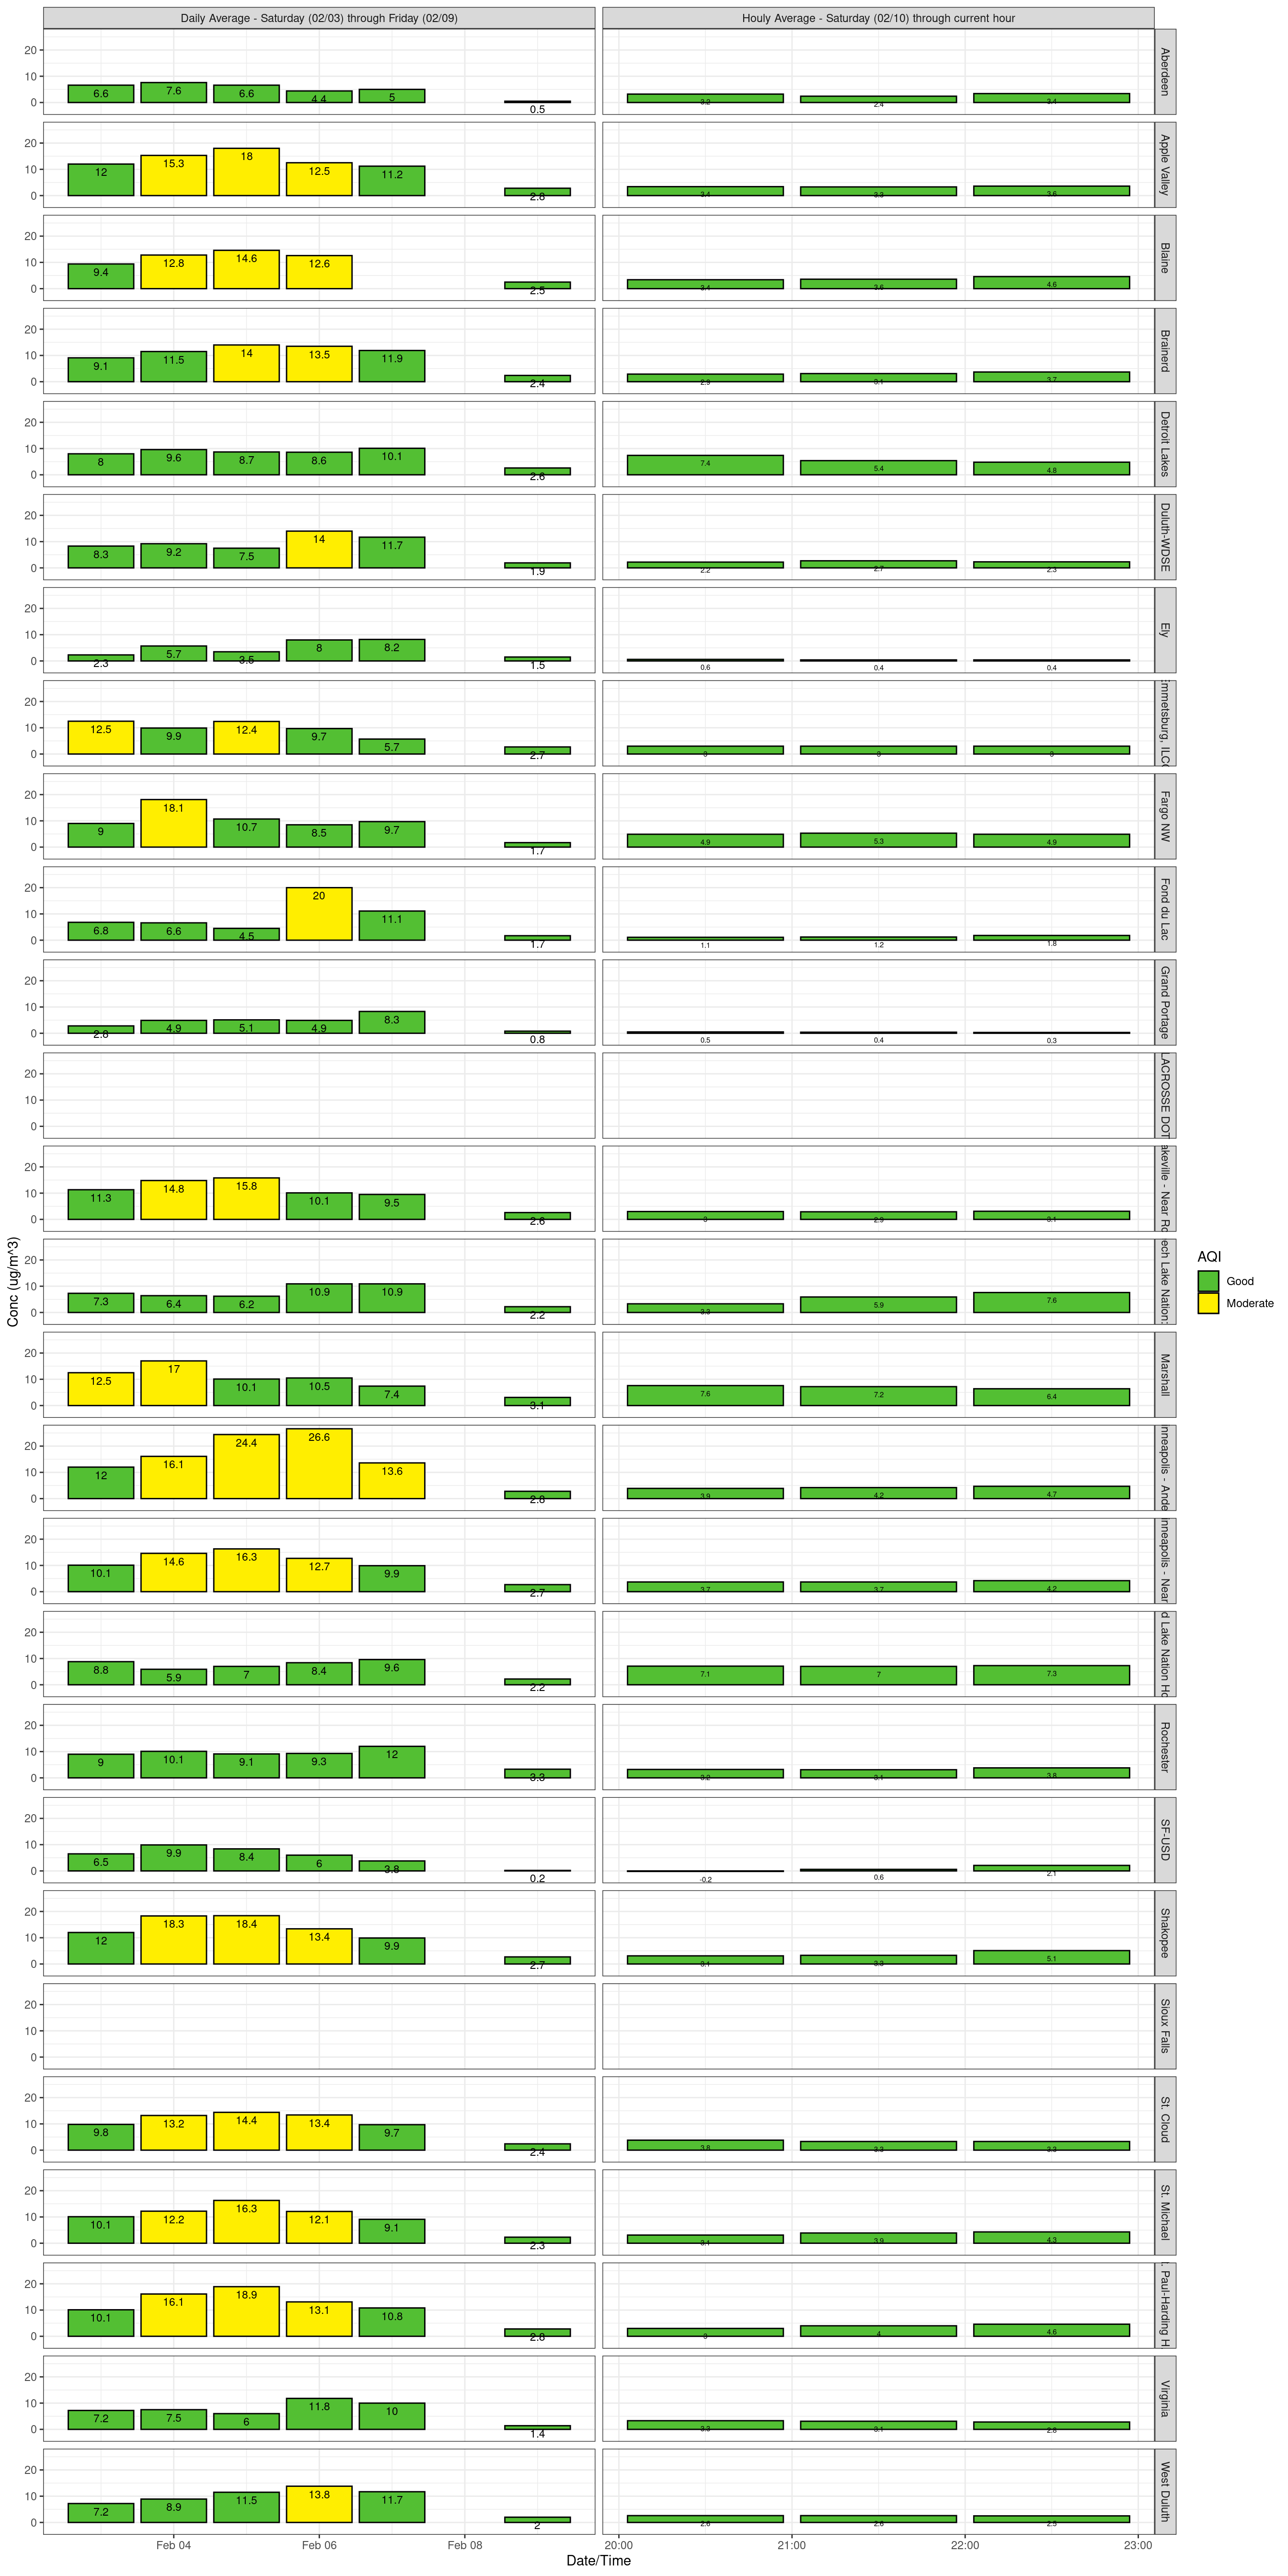 Daily Average - Saturday (02/03) through Friday (02/09) Houly Average - Saturday (02/10) through current hour
20 10 0 6.6 7.6 6.6 4.4 5 0.5 3.2 2.4 3.4 Aberdeen
20 10 0 12 15.3 18 12.5 11.2 2.8 3.4 3.3 3.6 Apple Valley
20 10 0 9.4 12.8 14.6 12.6 2.5 3.4 3.6 4.6 Blaine
20 10 0 9.1 11.5 14 13.5 11.9 2.4 2.9 3.1 3.7 Brainerd
20 10 0 8 9.6 8.7 8.6 10.1 2.6 7.4 5.4 4.8 Detroit Lakes
20 10 0 8.3 9.2 7.5 14 11.7 1.9 2.2 2.7 2.3 Duluth-WDSE
20 10 0 2.3 5.7 3.5 8 8.2 1.5 0.6 0.4 0.4 Ely
20 10 0 12.5 9.9 12.4 9.7 5.7 2.7 3 3 3 mmetsburg, ILC
20 10 0 9 18.1 10.7 8.5 9.7 1.7 4.9 5.3 4.9 Fargo NW
20 10 0 6.8 6.6 4.5 20 11.1 1.7 1.1 1.2 1.8 Fond du Lac
20 10 0 2.8 4.9 5.1 4.9 8.3 0.8 0.5 0.4 0.3 Grand Portage
20 10 0 LACROSSE DOT
20 10 0 11.3 14.8 15.8 10.1 9.5 2.6 3 2.9 3.1 akeville - Near Ro
20 10 0 7.3 6.4 6.2 10.9 10.9 2.2 3.3 5.9 7.6 ech Lake Nation:
20 10 0 12.5 17 10.1 10.5 7.4 3.1 7.6 7.2 6.4 Marshall
20 10 0 12 16.1 24.4 26.6 13.6 2.8 3.9 4.2 4.7 inneapolis - Ande
20 10 0 10.1 14.6 16.3 12.7 9.9 2.7 3.7 3.7 4.2 inneapolis - Near
20 10 0 8.8 5.9 7 8.4 9.6 2.2 7.1 7 7.3 d Lake Nation Ho
20 10 0 9 10.1 9.1 9.3 12 3.3 3.2 3.1 3.8 Rochester
20 10 0 6.5 9.9 8.4 6 3.8 0.2 -0.2 0.6 2.1 SF-USD
20 10 0 12 18.3 18.4 13.4 9.9 2.7 3.1 3.3 5.1 Shakopee
20 10 0 Sioux Falls
20 10 0 9.8 13.2 14.4 13.4 9.7 2.4 3.8 3.3 3.3 St. Cloud
20 10 0 10.1 12.2 16.3 12.1 9.1 2.3 3.1 3.9 4.3 St. Michael
20 10 0 10.1 16.1 18.9 13.1 10.8 2.8 3 4 4.6 . Paul-Harding H
20 10 0 7.2 7.5 6 11.8 10 1.4 3.3 3.1 2.8 Virginia
20 10 0 7.2 8.9 11.5 13.8 11.7 2 2.6 2.6 2.5 West Duluth
Feb 04 Feb 06 Feb 08 20:00 21:00 22:00 23:00
Date/Time
Conc (ug/m^3)
AQI
Good
Moderate